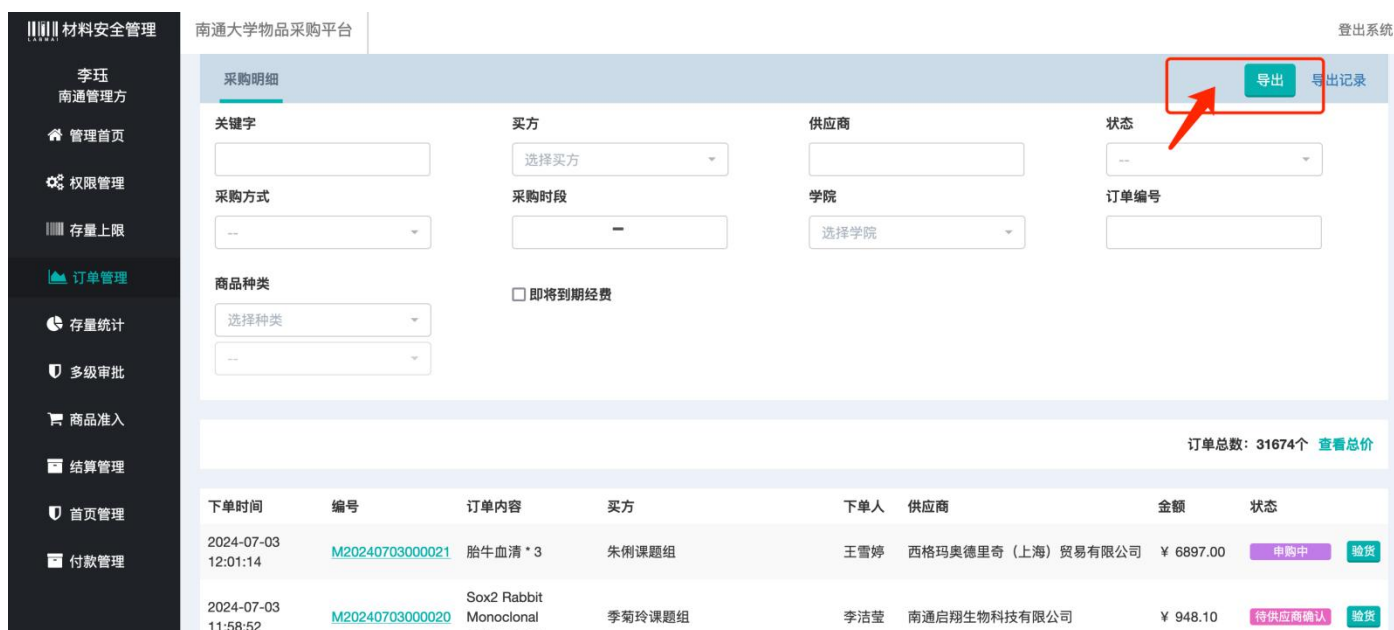 材料安全管理
LABMAI
南通大学物品采购平台
登出系统
李珏
南通管理方
管理首页
权限管理
存量上限
订单管理
存量统计
多级审批
商品准入
结算管理
首页管理
付款管理
采购明细
导出
导出记录
关键字
买方
供应商
状态
选择买方
--
采购方式
采购时段
学院
订单编号
--
选择学院
商品种类
即将到期经费
选择种类
--
订单总数：31674个 查看总价
下单时间 编号 订单内容 买方 下单人 供应商 金额 状态
2024-07-03
12:01:14
M20240703000021 胎牛血清 * 3 朱俐课题组 王雪婷 西格玛奥德里奇（上海）贸易有限公司 ¥ 6897.00 申购中 验货
2024-07-03
11:58:52
M20240703000020
Sox2 Rabbit
Monoclonal
季菊玲课题组 李洁莹 南通启翔生物科技有限公司 ¥ 948.10 待供应商确认 验货